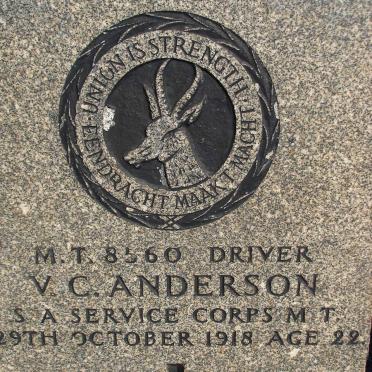 UNION IS STRENGTH
EENDRACHT MAAKT MACHT
M.T. 8560 DRIVER
V. C. ANDERSON
S A SERVICE CORPS M T
29TH OCTOBER 1918 AGE 22